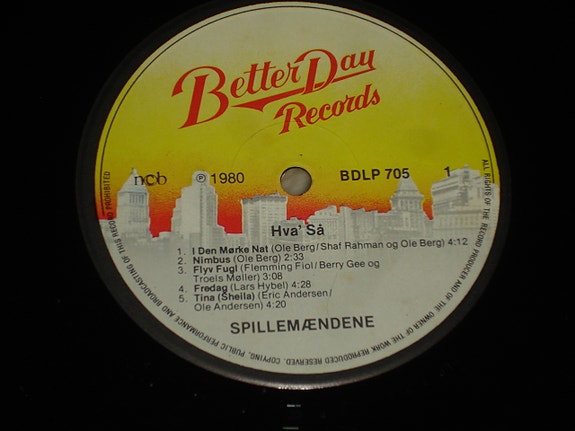 Better Day
Records
ncb
℗ 1980
BDLP 705
1
Hva' Så
1. I Den Mørke Nat (Ole Berg/Shaf Rahman og Ole Berg) 4:12
2. Nimbus (Ole Berg) 2:33
3. Flyv Fugl (Flemming Fiol/Berry Gee og
Troels Møller) 3:08
4. Fredag (Lars Hybel) 4:28
5. Tina (Sheila) (Eric Andersen/
Ole Andersen) 4:20
SPILLEMÆNDENE
ALL RIGHTS OF THE RECORD PRODUCER AND OF THE OWNER OF THE WORK REPRODUCED RESERVED. COPYING, PUBLIC PERFORMANCE AND BROADCASTING OF THIS RECORD PROHIBITED